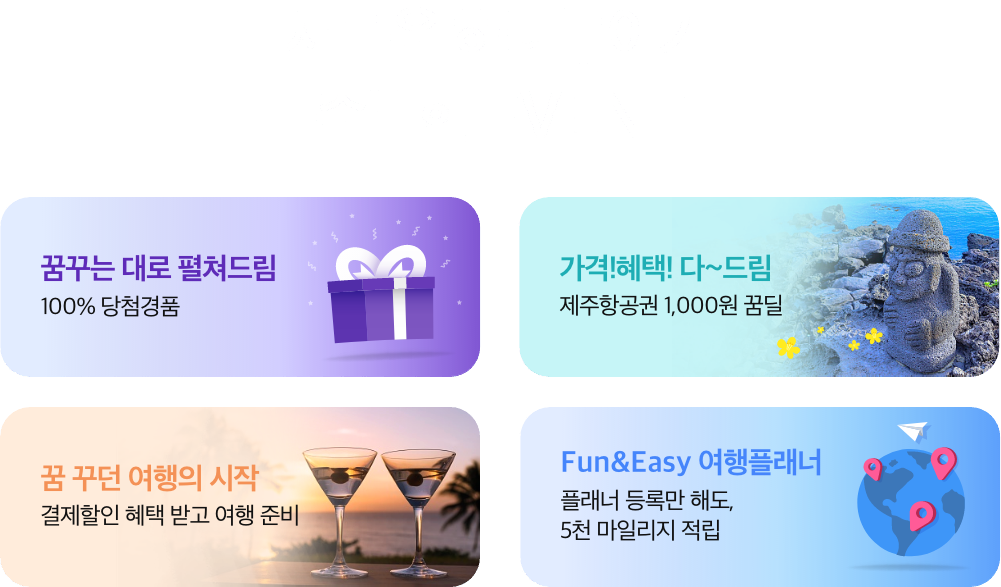 꿈꾸는 대로 펼쳐드림
100% 당첨경품
가격!혜택! 다~드림
제주항공권 1,000원 꿈딜
꿈 꾸던 여행의 시작
결제할인 혜택 받고 여행 준비
Fun&Easy 여행플래너
플래너 등록만 해도,
5천 마일리지 적립